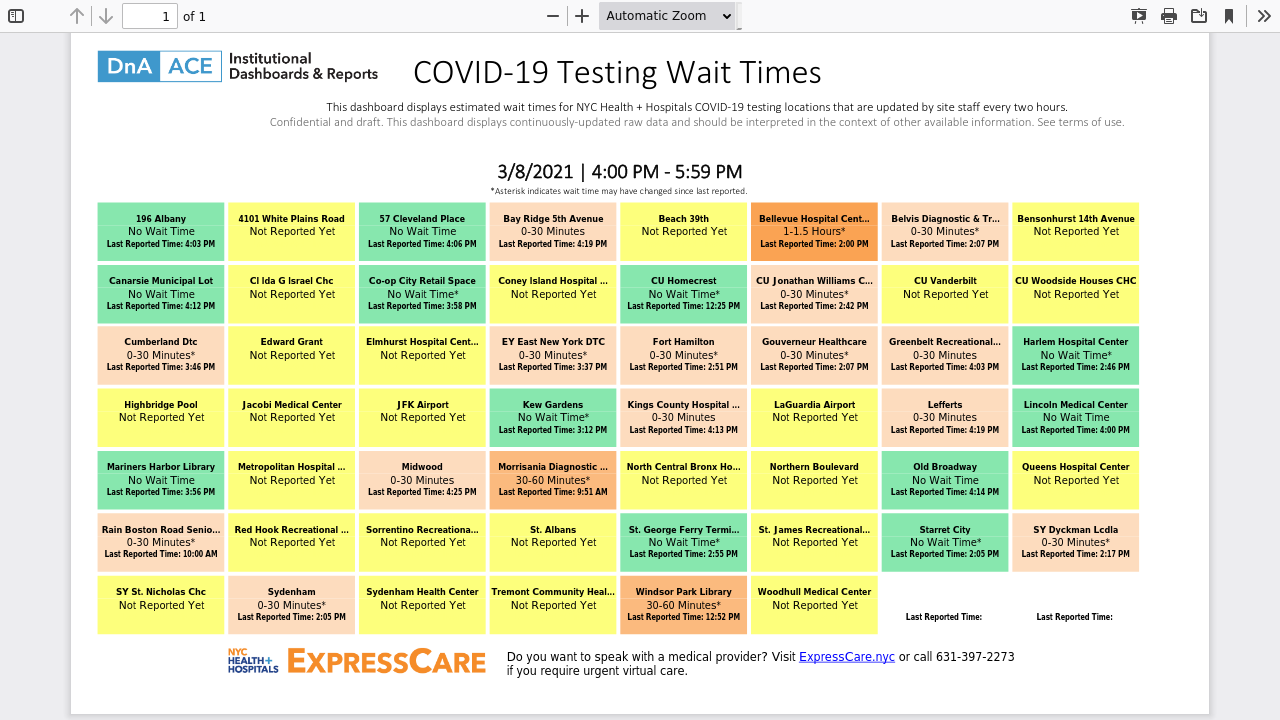 1 of 1
Automatic Zoom
DnA ACE Institutional
Dashboards & Reports
COVID-19 Testing Wait Times
This dashboard displays estimated wait times for NYC Health + Hospitals COVID-19 testing locations that are updated by site staff every two hours.
Confidential and draft. This dashboard displays continuously-updated raw data and should be interpreted in the context of other available information. See terms of use.
3/8/2021 | 4:00 PM - 5:59 PM
*Asterisk indicates wait time may have changed since last reported.
196 Albany
No Wait Time
Last Reported Time: 4:03 PM
4101 White Plains Road
Not Reported Yet
57 Cleveland Place
No Wait Time
Last Reported Time: 4:06 PM
Bay Ridge 5th Avenue
0-30 Minutes
Last Reported Time: 4:19 PM
Beach 39th
Not Reported Yet
Bellevue Hospital Cent...
1-1.5 Hours*
Last Reported Time: 2:00 PM
Belvis Diagnostic & Tr...
0-30 Minutes*
Last Reported Time: 2:07 PM
Bensonhurst 14th Avenue
Not Reported Yet
Canarsie Municipal Lot
No Wait Time
Last Reported Time: 4:12 PM
CI Ida G Israel Chc
Not Reported Yet
Co-op City Retail Space
No Wait Time*
Last Reported Time: 3:58 PM
Coney Island Hospital ...
Not Reported Yet
CU Homecrest
No Wait Time*
Last Reported Time: 12:25 PM
CU Jonathan Williams C...
0-30 Minutes*
Last Reported Time: 2:42 PM
CU Vanderbilt
Not Reported Yet
CU Woodside Houses CHC
Not Reported Yet
Cumberland Dtc
0-30 Minutes*
Last Reported Time: 3:46 PM
Edward Grant
Not Reported Yet
Elmhurst Hospital Cent...
Not Reported Yet
EY East New York DTC
0-30 Minutes*
Last Reported Time: 3:37 PM
Fort Hamilton
0-30 Minutes*
Last Reported Time: 2:51 PM
Gouverneur Healthcare
0-30 Minutes*
Last Reported Time: 2:07 PM
Greenbelt Recreational...
0-30 Minutes
Last Reported Time: 4:03 PM
Harlem Hospital Center
No Wait Time*
Last Reported Time: 2:46 PM
Highbridge Pool
Not Reported Yet
Jacobi Medical Center
Not Reported Yet
JFK Airport
Not Reported Yet
Kew Gardens
No Wait Time*
Last Reported Time: 3:12 PM
Kings County Hospital ...
0-30 Minutes
Last Reported Time: 4:13 PM
LaGuardia Airport
Not Reported Yet
Lefferts
0-30 Minutes
Last Reported Time: 4:19 PM
Lincoln Medical Center
No Wait Time
Last Reported Time: 4:00 PM
Mariners Harbor Library
No Wait Time
Last Reported Time: 3:56 PM
Metropolitan Hospital ...
Not Reported Yet
Midwood
0-30 Minutes
Last Reported Time: 4:25 PM
Morrisania Diagnostic ...
30-60 Minutes*
Last Reported Time: 9:51 AM
North Central Bronx Ho...
Not Reported Yet
Northern Boulevard
Not Reported Yet
Old Broadway
No Wait Time
Last Reported Time: 4:14 PM
Queens Hospital Center
Not Reported Yet
Rain Boston Road Senio...
0-30 Minutes*
Last Reported Time: 10:00 AM
Red Hook Recreational ...
Not Reported Yet
Sorrentino Recreationa...
Not Reported Yet
St. Albans
Not Reported Yet
St. George Ferry Termi...
No Wait Time*
Last Reported Time: 2:55 PM
St. James Recreational...
Not Reported Yet
Starret City
No Wait Time*
Last Reported Time: 2:05 PM
SY Dyckman Lcdla
0-30 Minutes*
Last Reported Time: 2:17 PM
SY St. Nicholas Chc
Not Reported Yet
Sydenham
0-30 Minutes*
Last Reported Time: 2:05 PM
Sydenham Health Center
Not Reported Yet
Tremont Community Heal...
Not Reported Yet
Windsor Park Library
30-60 Minutes*
Last Reported Time: 12:52 PM
Woodhull Medical Center
Not Reported Yet
Last Reported Time:
Last Reported Time:
NYC
HEALTH+
HOSPITALS
EXPRESSCARE
Do you want to speak with a medical provider? Visit ExpressCare.nyc or call 631-397-2273
if you require urgent virtual care.